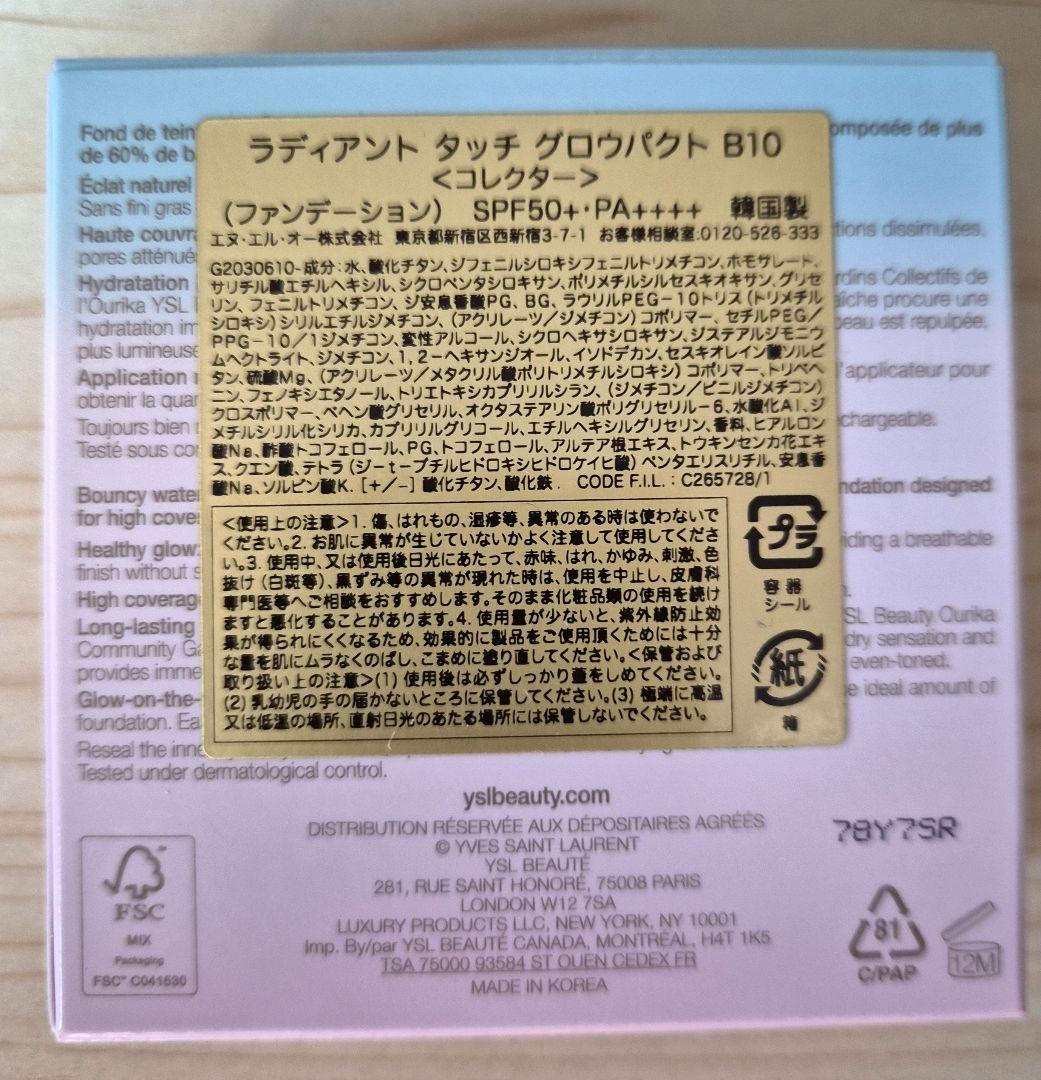 Fond de tein
omposée de plus
de 60% de b
Éclat naturel
Sans fini gras
Haute couvr
tions dissimulées,
pores atténué
Hydratation
rdins Collectifs de
l'Ourika YSL
aîche procure une
hydratation im
peau est repulpée,
plus lumineuse
Application
l'applicateur pour
obtenir la quan
Toujours bien
chargeable.
Testé sous con
Bouncy water
ndation designed
for high cover
Healthy glow:
iding a breathable
finish without s
High coverag
Long-lasting
YSL Beauty Ourika
Community Ga
dry sensation and
provides imme
even-toned.
Glow-on-the-
e ideal amount of
foundation. Ea
Reseal the inne
Tested under dermatological control.
ラディアント タッチ グロウパクト B10
＜コレクター＞
（ファンデーション） SPF50+・PA++++ 韓国製
エヌ・エル・オー株式会社 東京都新宿区西新宿3-7-1 お客様相談室:0120-526-333
G2030610-成分：水、酸化チタン、ジフェニルシロキシフェニルトリメチコン、ホモサレート、
サリチル酸エチルヘキシル、シクロペンタシロキサン、ポリメチルシルセスキオキサン、グリセ
リン、フェニルトリメチコン、ジ安息香酸PG、BG、ラウリルPEG-10トリス（トリメチル
シロキシ）シリルエチルジメチコン、（アクリレーツ／ジメチコン）コポリマー、セチルPEG／
PPG-10／1ジメチコン、変性アルコール、シクロヘキサシロキサン、ジステアルジモニウ
ムヘクトライト、ジメチコン、1，2-ヘキサンジオール、イソドデカン、セスキオレイン酸ソルビ
タン、硫酸Mg、（アクリレーツ／メタクリル酸ポリトリメチルシロキシ）コポリマー、トリベヘ
ニン、フェノキシエタノール、トリエトキシカプリリルシラン、（ジメチコン／ビニルジメチコン）
クロスポリマー、ベヘン酸グリセリル、オクタステアリン酸ポリグリセリル-6、水酸化Al、ジ
メチルシリル化シリカ、カプリリルグリコール、エチルヘキシルグリセリン、香料、ヒアルロン
酸Na、酢酸トコフェロール、PG、トコフェロール、アルテア根エキス、トウキンセンカ花エキ
ス、クエン酸、テトラ（ジ-t-ブチルヒドロキシヒドロケイヒ酸）ペンタエリスリチル、安息香
酸Na、ソルビン酸K．[+／-]酸化チタン、酸化鉄． CODE F.I.L.：C265728/1
＜使用上の注意＞1．傷、はれもの、湿疹等、異常のある時は使わないで
ください。2．お肌に異常が生じていないかよく注意して使用してくださ
い。3．使用中、又は使用後日光にあたって、赤味、はれ、かゆみ、刺激、色
抜け（白斑等）、黒ずみ等の異常が現れた時は、使用を中止し、皮膚科
専門医等へご相談をおすすめします。そのまま化粧品類の使用を続け
ますと悪化することがあります。4．使用量が少ないと、紫外線防止効
果が得られにくくなるため、効果的に製品をご使用頂くためには十分
な量を肌にムラなくのばし、こまめに塗り直してください。＜保管および
取り扱い上の注意＞(1) 使用後は必ずしっかり蓋をしめてください。
(2) 乳幼児の手の届かないところに保管してください。(3) 極端に高温
又は低温の場所、直射日光のあたる場所には保管しないでください。
プラ
容器
シール
紙
箱
yslbeauty.com
DISTRIBUTION RÉSERVÉE AUX DÉPOSITAIRES AGRÉÉS
© YVES SAINT LAURENT
YSL BEAUTÉ
281, RUE SAINT HONORÉ, 75008 PARIS
LONDON W12 7SA
LUXURY PRODUCTS LLC, NEW YORK, NY 10001
Imp. By/par YSL BEAUTÉ CANADA, MONTRÉAL, H4T 1K5
TSA 75000 93584 ST OUEN CEDEX FR
MADE IN KOREA
78Y7SR
FSC
MIX
Packaging
FSC™ C041530
81
C/PAP
12M